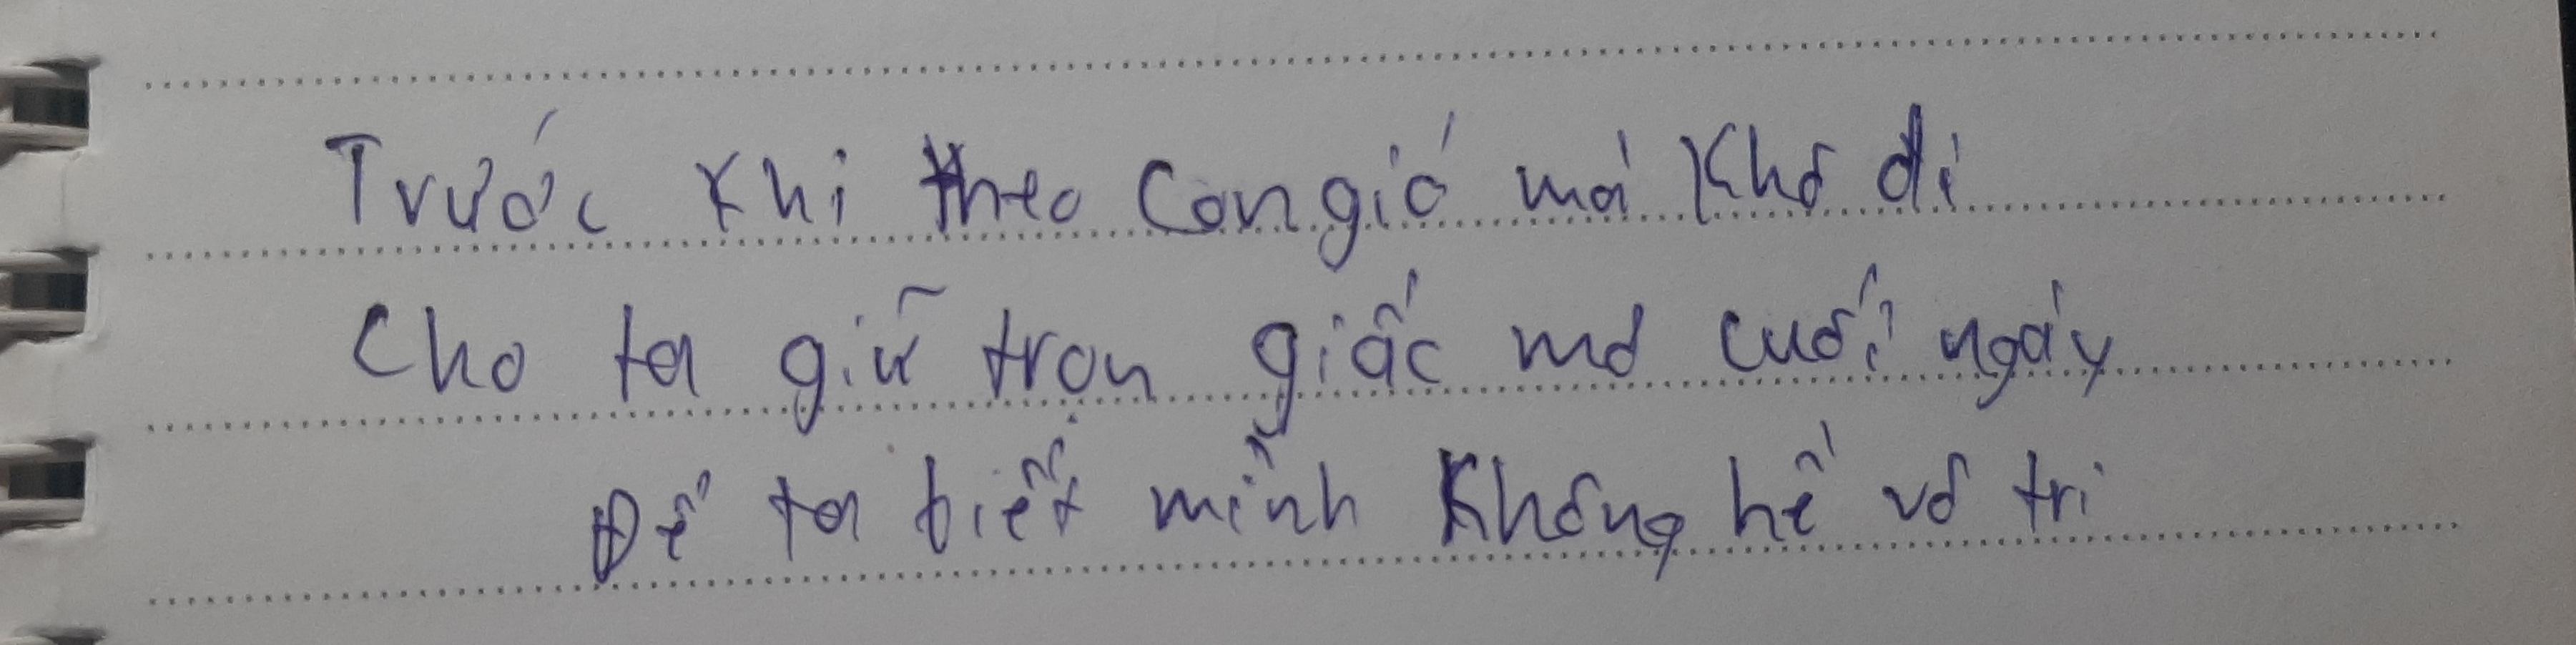 Trước khi theo cơn gió mà khô đi
Cho ta giữ trọn giấc mơ cuối ngày
Để ta biết mình không hề vô tri